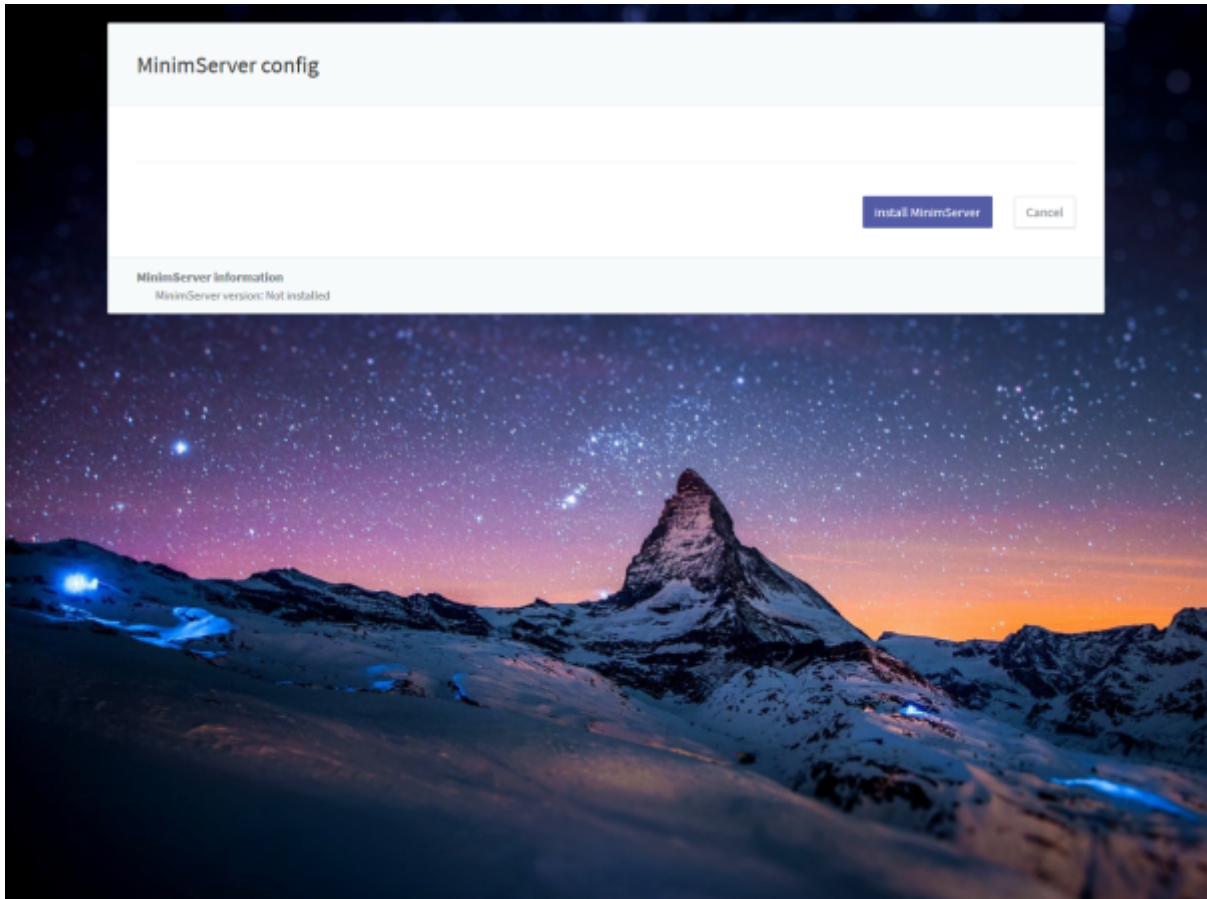 MinimServer config
Install MinimServer
Cancel
MinimServer information
MinimServer version: Not installed